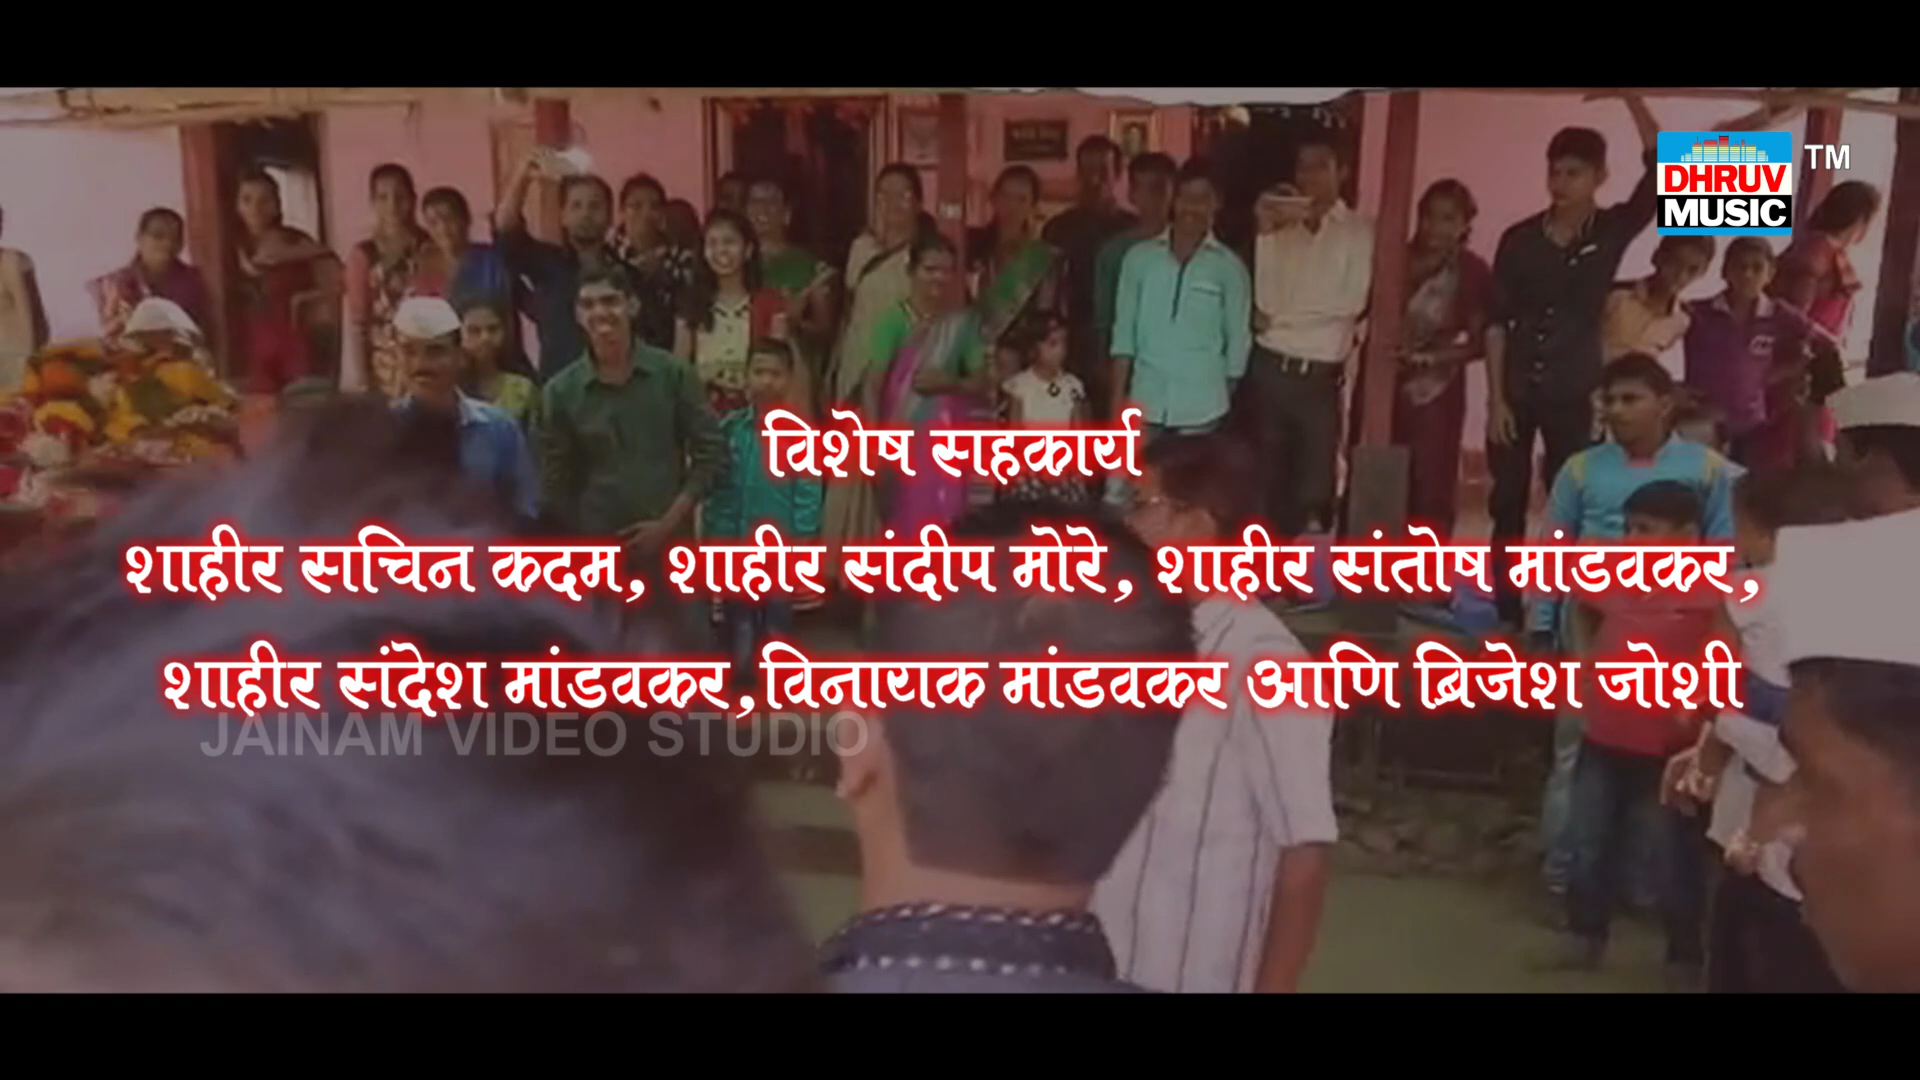 DHRUV
MUSIC
TM
विशेष सहकार्य
शाहीर सचिन कदम, शाहीर संदीप मोरे, शाहीर संतोष मांडवकर,
शाहीर संदेश मांडवकर,विनायक मांडवकर आणि ब्रिजेश जोशी
JAINAM VIDEO STUDIO